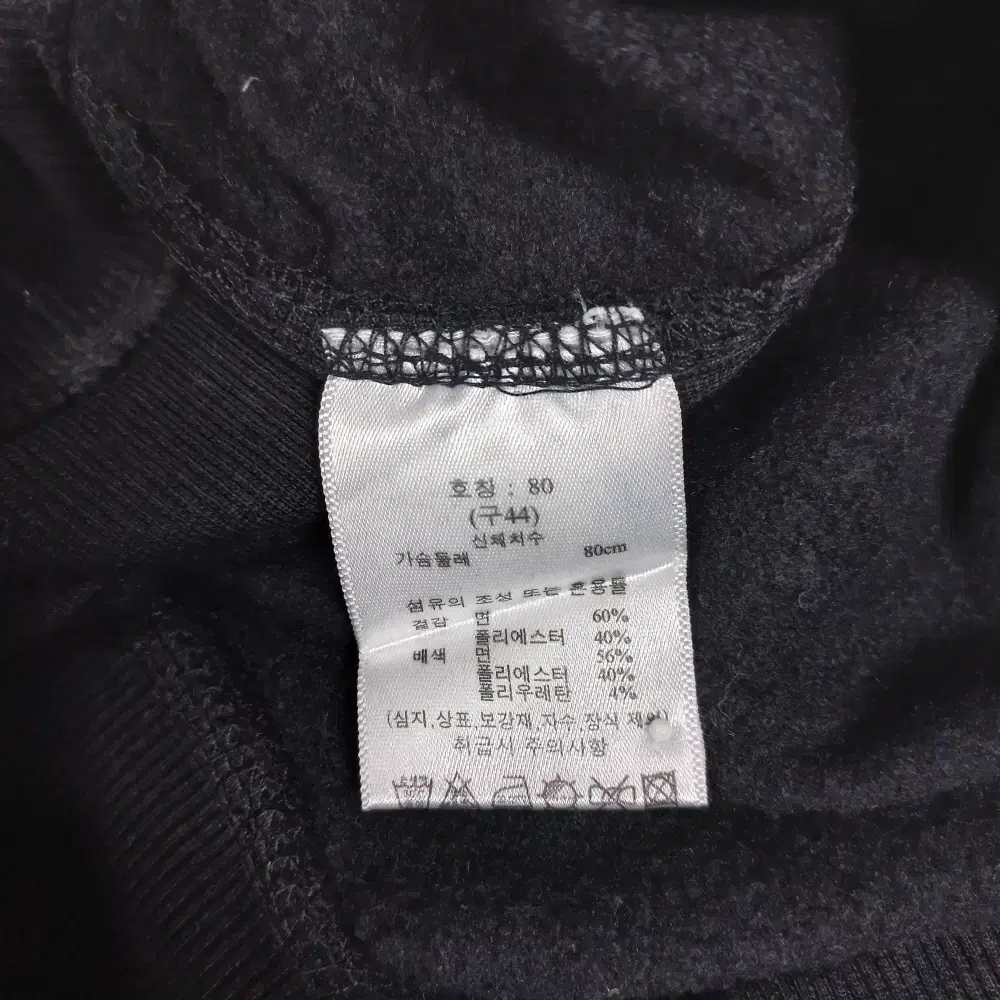 호칭 : 80
(구44)
신체치수
가슴둘레 80cm
섬유의 조성 또는 혼용률
겉감 면 60%
폴리에스터 40%
배색 면 56%
폴리에스터 40%
폴리우레탄 4%
(심지,상표,보강재,자수,장식 제외)
취급시 주의사항